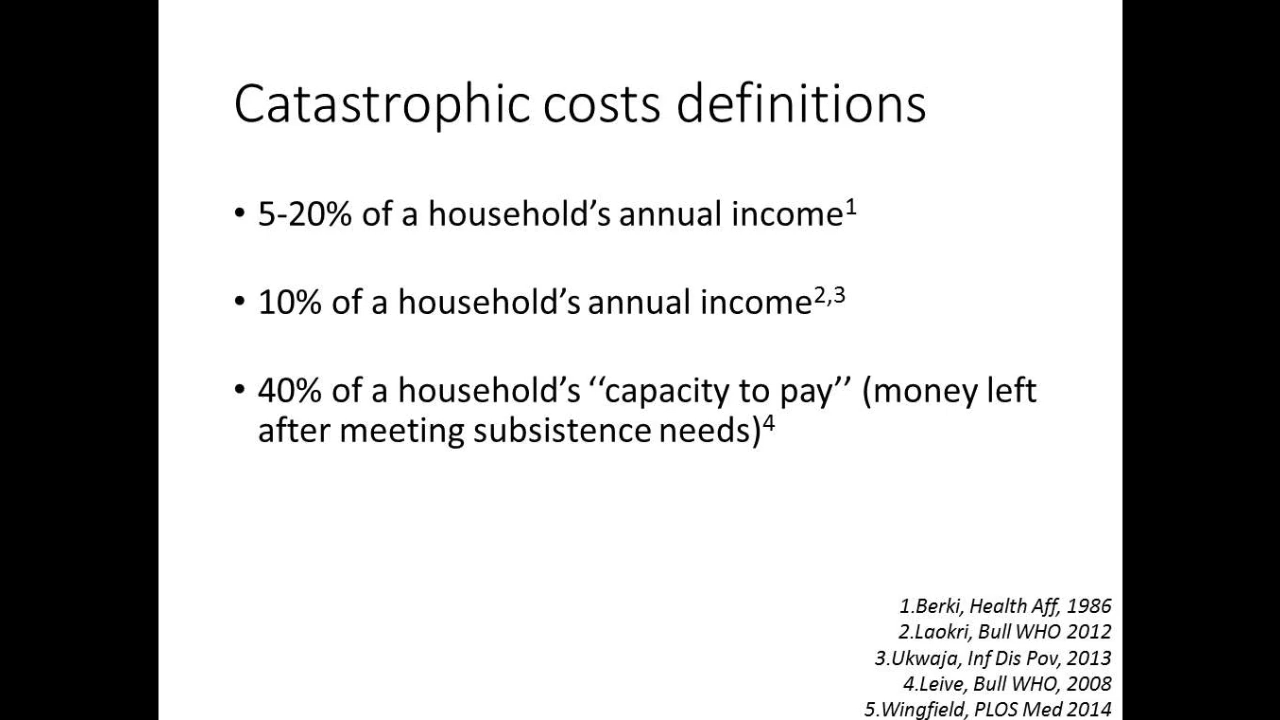 Catastrophic costs definitions
• 5-20% of a household’s annual income1
• 10% of a household’s annual income2,3
• 40% of a household’s ‘‘capacity to pay’’ (money left
after meeting subsistence needs)4
1.Berki, Health Aff, 1986
2.Laokri, Bull WHO 2012
3.Ukwaja, Inf Dis Pov, 2013
4.Leive, Bull WHO, 2008
5.Wingfield, PLOS Med 2014